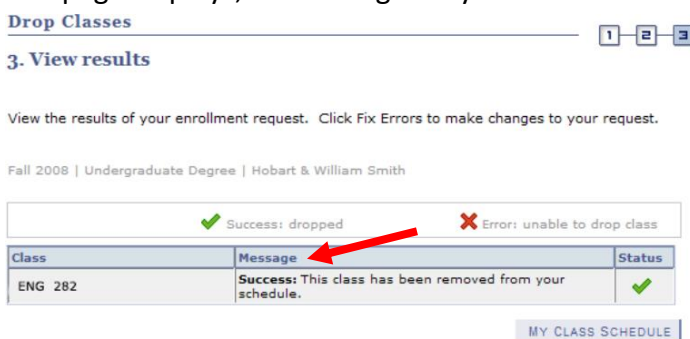 Drop Classes
1 2 3
3. View results
View the results of your enrollment request. Click Fix Errors to make changes to your request.
Fall 2008 | Undergraduate Degree | Hobart & William Smith
Success: dropped Error: unable to drop class
Class Message Status
ENG 282 Success: This class has been removed from your
schedule.
MY CLASS SCHEDULE